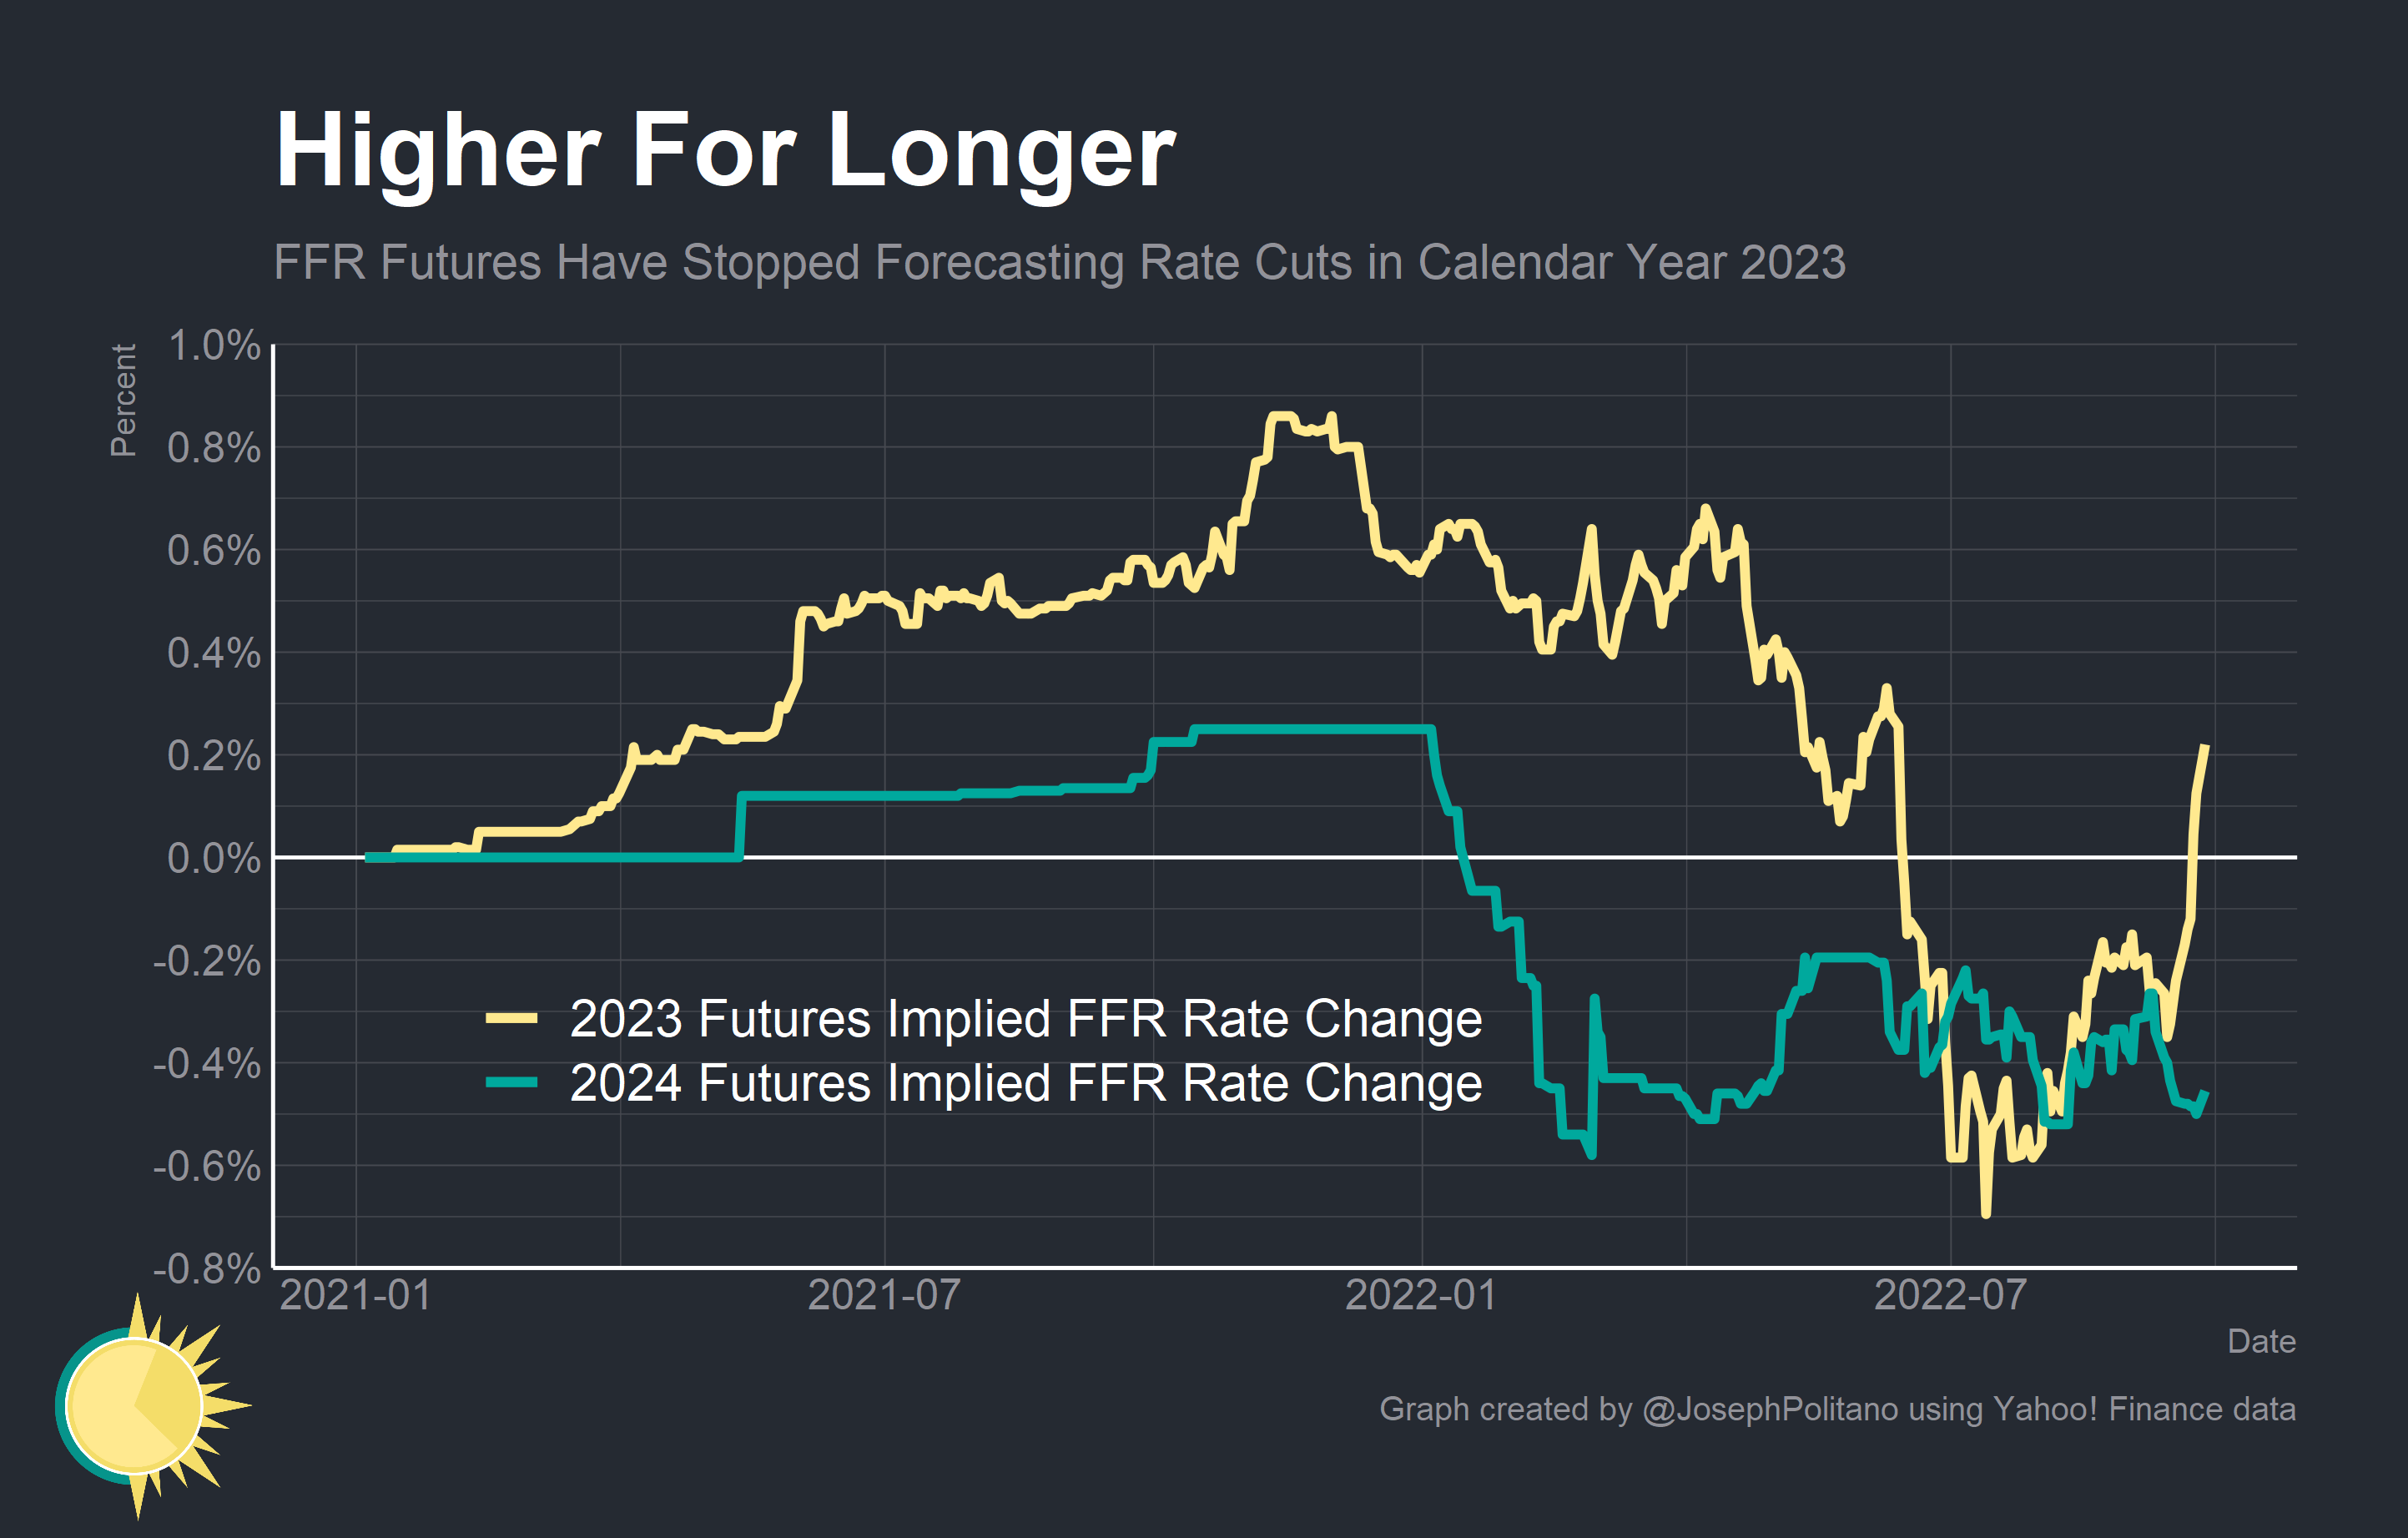 Higher For Longer
FFR Futures Have Stopped Forecasting Rate Cuts in Calendar Year 2023
Percent
1.0%
0.8%
0.6%
0.4%
0.2%
0.0%
-0.2%
-0.4%
-0.6%
-0.8%
2023 Futures Implied FFR Rate Change
2024 Futures Implied FFR Rate Change
2021-01
2021-07
2022-01
2022-07
Date
Graph created by @JosephPolitano using Yahoo! Finance data